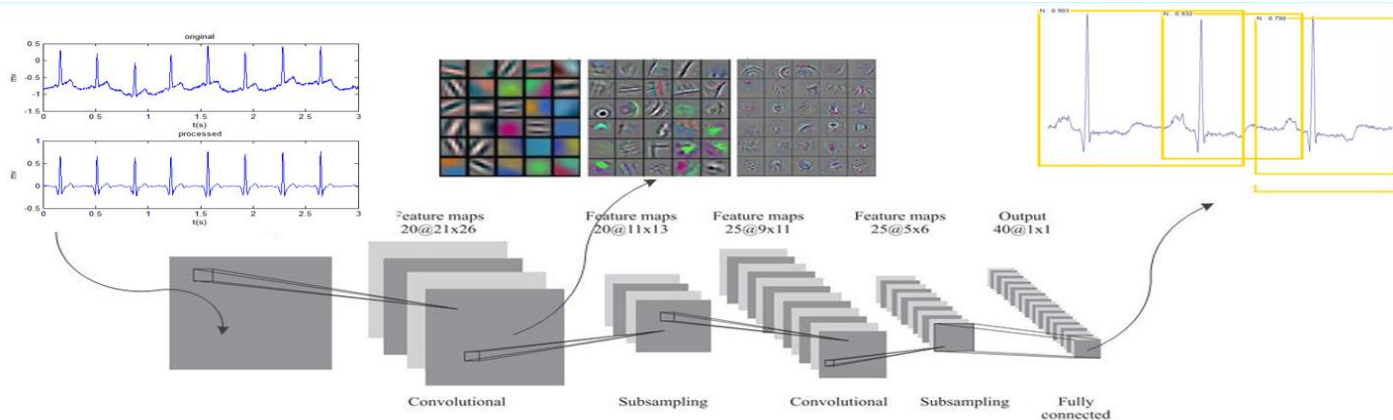 original
0.5
0
-0.5
-1
-1.5
mv
0 0.5 1 1.5 2 2.5 3
t(s)
processed
1
0.5
0
-0.5
mv
0 0.5 1 1.5 2 2.5 3
t(s)
N : 0.903
N : 0.932
N : 0.790
Feature maps
20@21x26
Feature maps
20@11x13
Feature maps
25@9x11
Feature maps
25@5x6
Output
40@1x1
Convolutional
Subsampling
Convolutional
Subsampling
Fully
connected